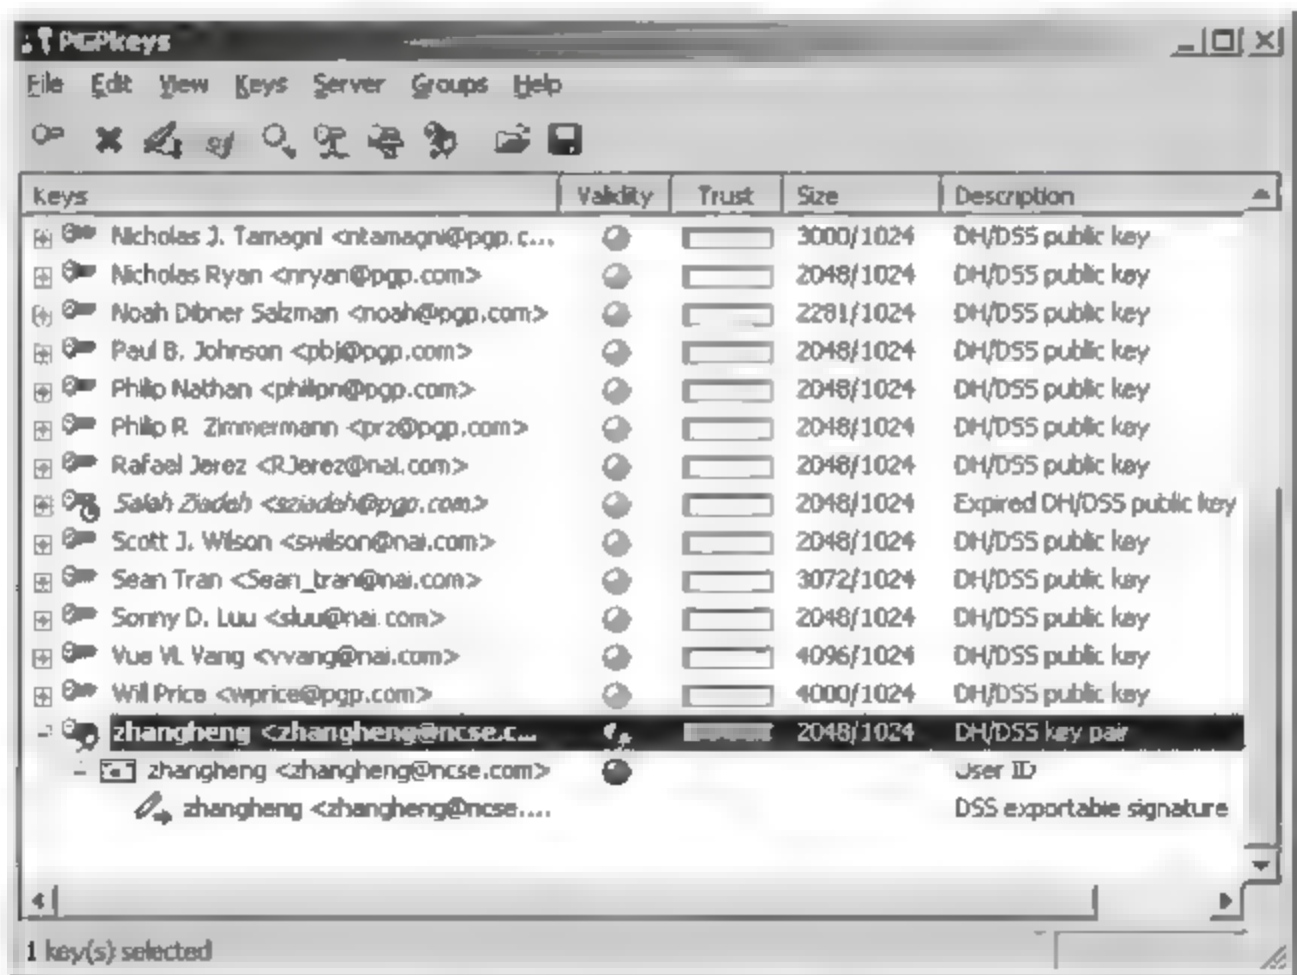 PGPkeys
File Edit View Keys Server Groups Help
Keys Validity Trust Size Description
Nicholas J. Tamagni <ntamagni@pgp.c... 3000/1024 DH/DSS public key
Nicholas Ryan <nryan@pgp.com> 2048/1024 DH/DSS public key
Noah Dibner Salzman <noah@pgp.com> 2281/1024 DH/DSS public key
Paul B. Johnson <pbj@pgp.com> 2048/1024 DH/DSS public key
Philip Nathan <philipn@pgp.com> 2048/1024 DH/DSS public key
Philip R. Zimmermann <prz@pgp.com> 2048/1024 DH/DSS public key
Rafael Jerez <RJerez@nai.com> 2048/1024 DH/DSS public key
Salah Ziadeh <sziadeh@pgp.com> 2048/1024 Expired DH/DSS public key
Scott J. Wilson <swilson@nai.com> 2048/1024 DH/DSS public key
Sean Tran <Sean_tran@nai.com> 3072/1024 DH/DSS public key
Sonny D. Luu <sluu@nai.com> 2048/1024 DH/DSS public key
Vue Vang <vvang@nai.com> 4096/1024 DH/DSS public key
Will Price <wprice@pgp.com> 4000/1024 DH/DSS public key
zhangheng <zhangheng@ncse.c... 2048/1024 DH/DSS key pair
zhangheng <zhangheng@ncse.com> User ID
zhangheng <zhangheng@ncse.... DSS exportable signature
1 key(s) selected